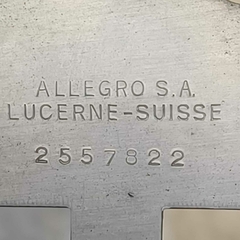 ALLEGRO S.A.
LUCERNE-SUISSE
2557822